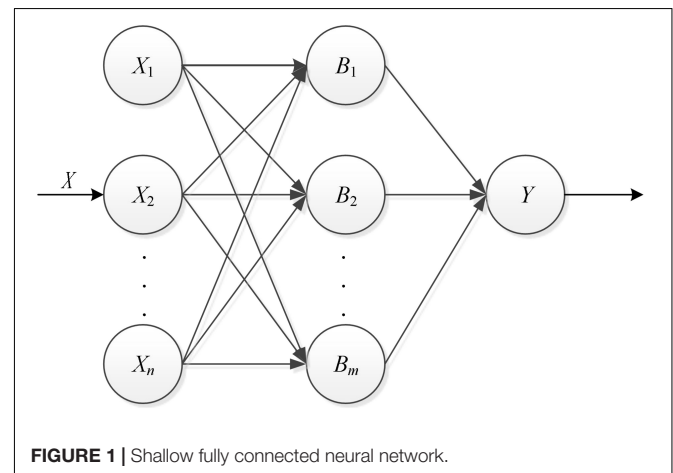 X₁ B₁
X X₂ B₂ Y
. .
. .
. .
Xₙ Bₘ
FIGURE 1 | Shallow fully connected neural network.